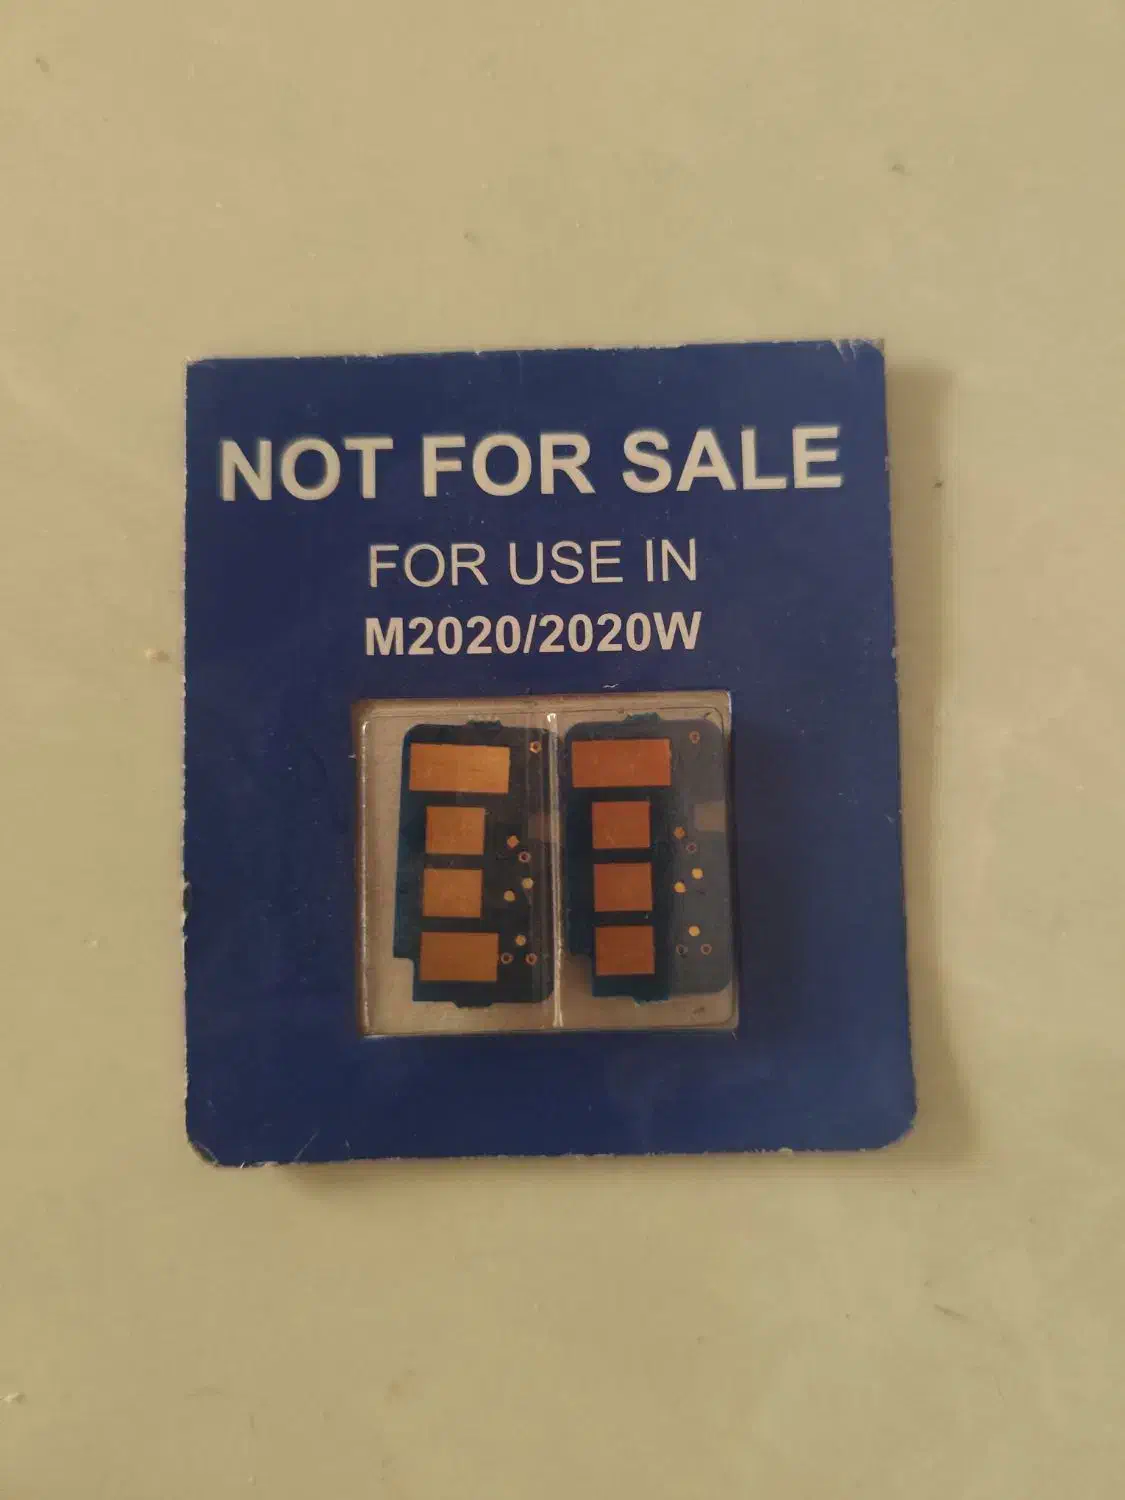 NOT FOR SALE
FOR USE IN
M2020/2020W